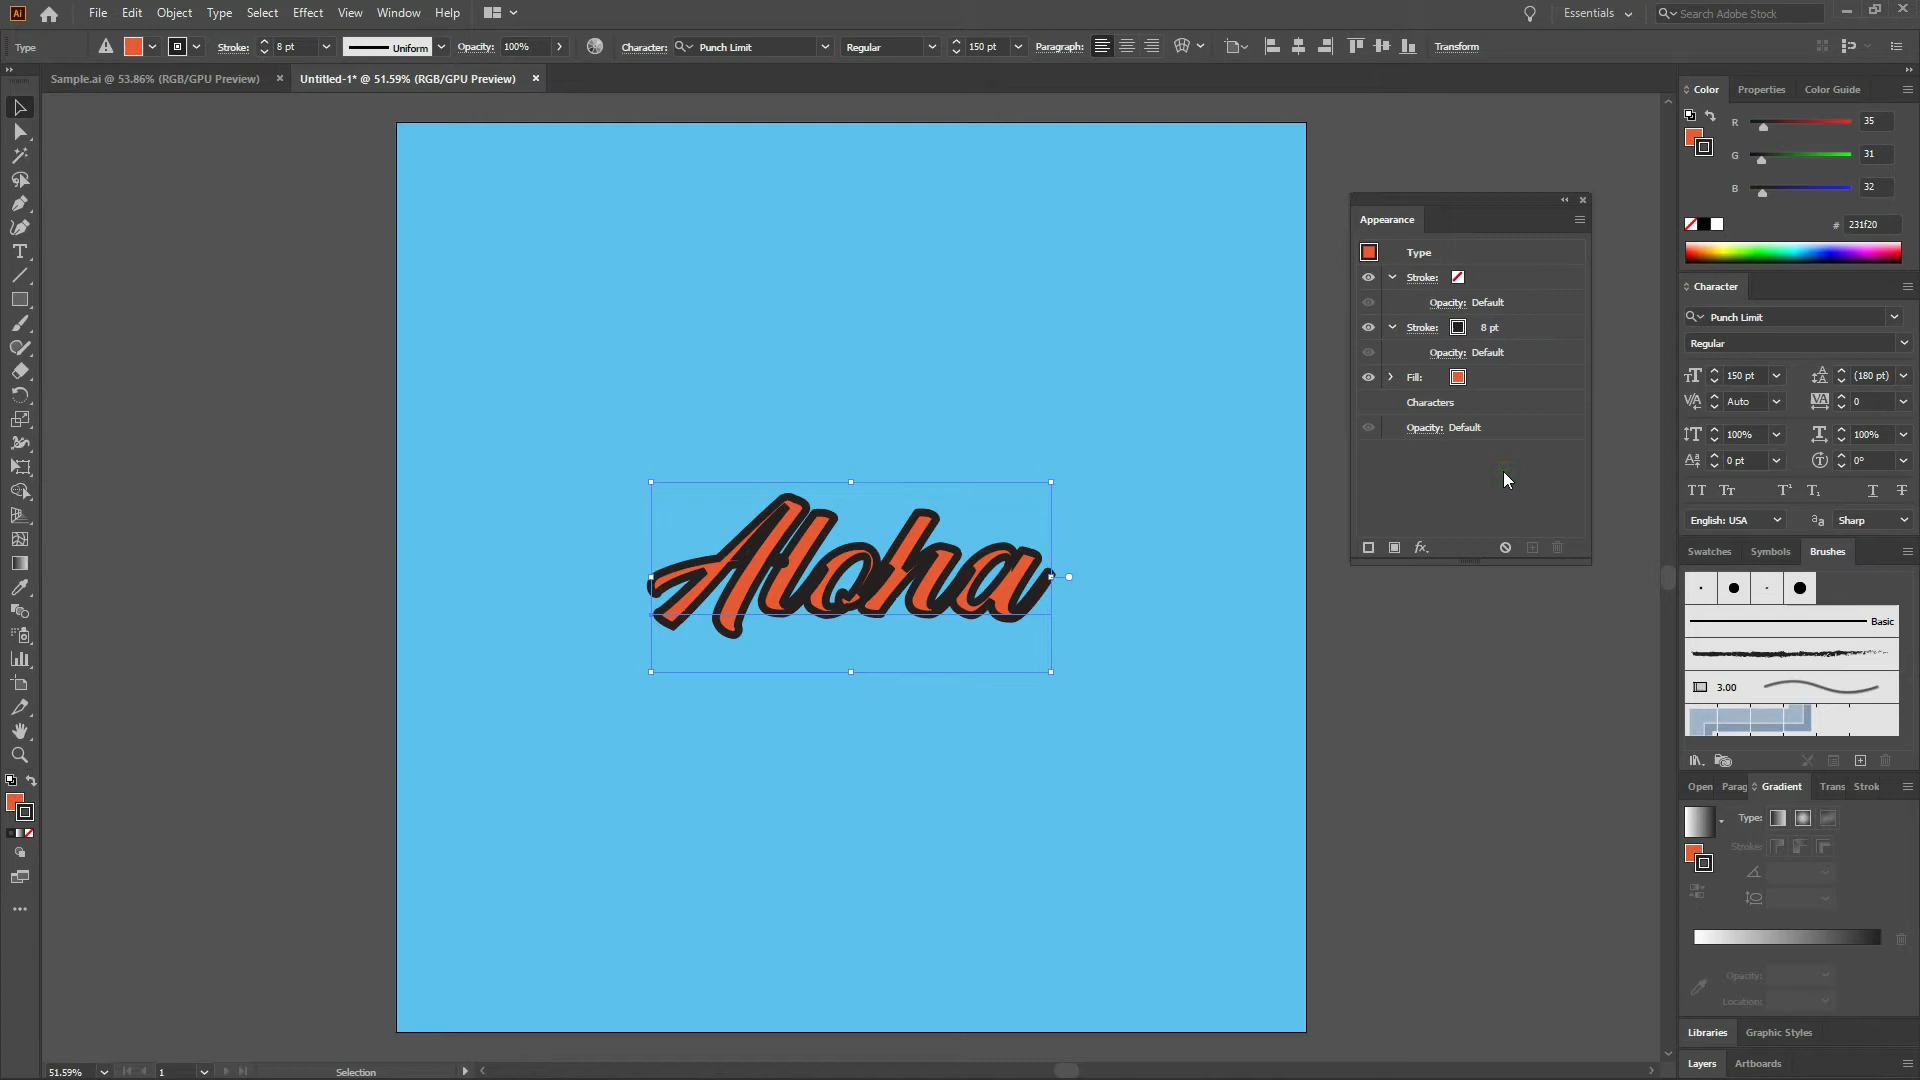 Ai File Edit Object Type Select Effect View Window Help Essentials Search Adobe Stock
Type Stroke: 8 pt Uniform Opacity: 100% Character: Punch Limit Regular 150 pt Paragraph: Transform
Sample.ai @ 53.86% (RGB/GPU Preview) × Untitled-1* @ 51.59% (RGB/GPU Preview) ×
Color Properties Color Guide
R 35
G 31
B 32
# 231f20
Appearance
Type
Stroke:
Opacity: Default
Stroke: 8 pt
Opacity: Default
Fill:
Characters
Opacity: Default
fx
Character
Punch Limit
Regular
150 pt (180 pt)
Auto 0
100% 100%
0 pt 0°
English: USA Sharp
Swatches Symbols Brushes
Basic
3.00
Open Parag Gradient Trans Strok
Type:
Stroke:
Opacity:
Location:
Libraries Graphic Styles
Layers Artboards
Aloha
51.59% 1 Selection